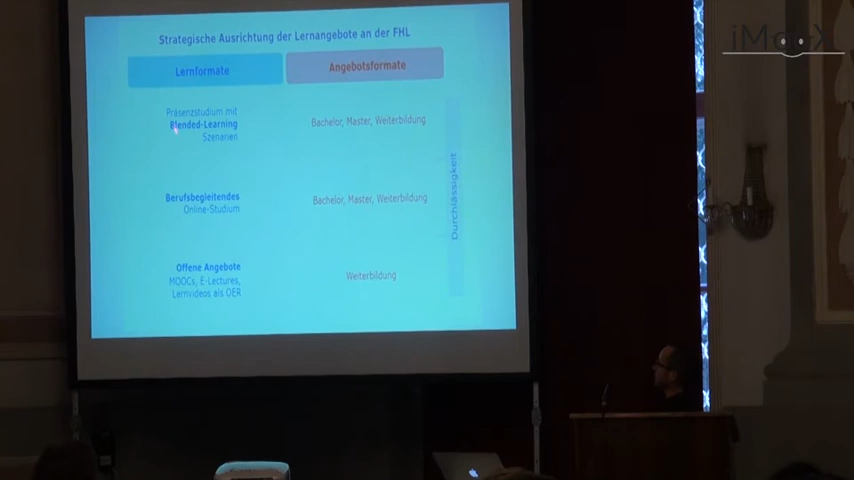 iMooX
Strategische Ausrichtung der Lernangebote an der FHL
Lernformate
Angebotsformate
Präsenzstudium mit
Blended-Learning
Szenarien
Bachelor, Master, Weiterbildung
Berufsbegleitendes
Online-Studium
Bachelor, Master, Weiterbildung
Offene Angebote
MOOCs, E-Lectures,
Lernvideos als OER
Weiterbildung
Durchlässigkeit